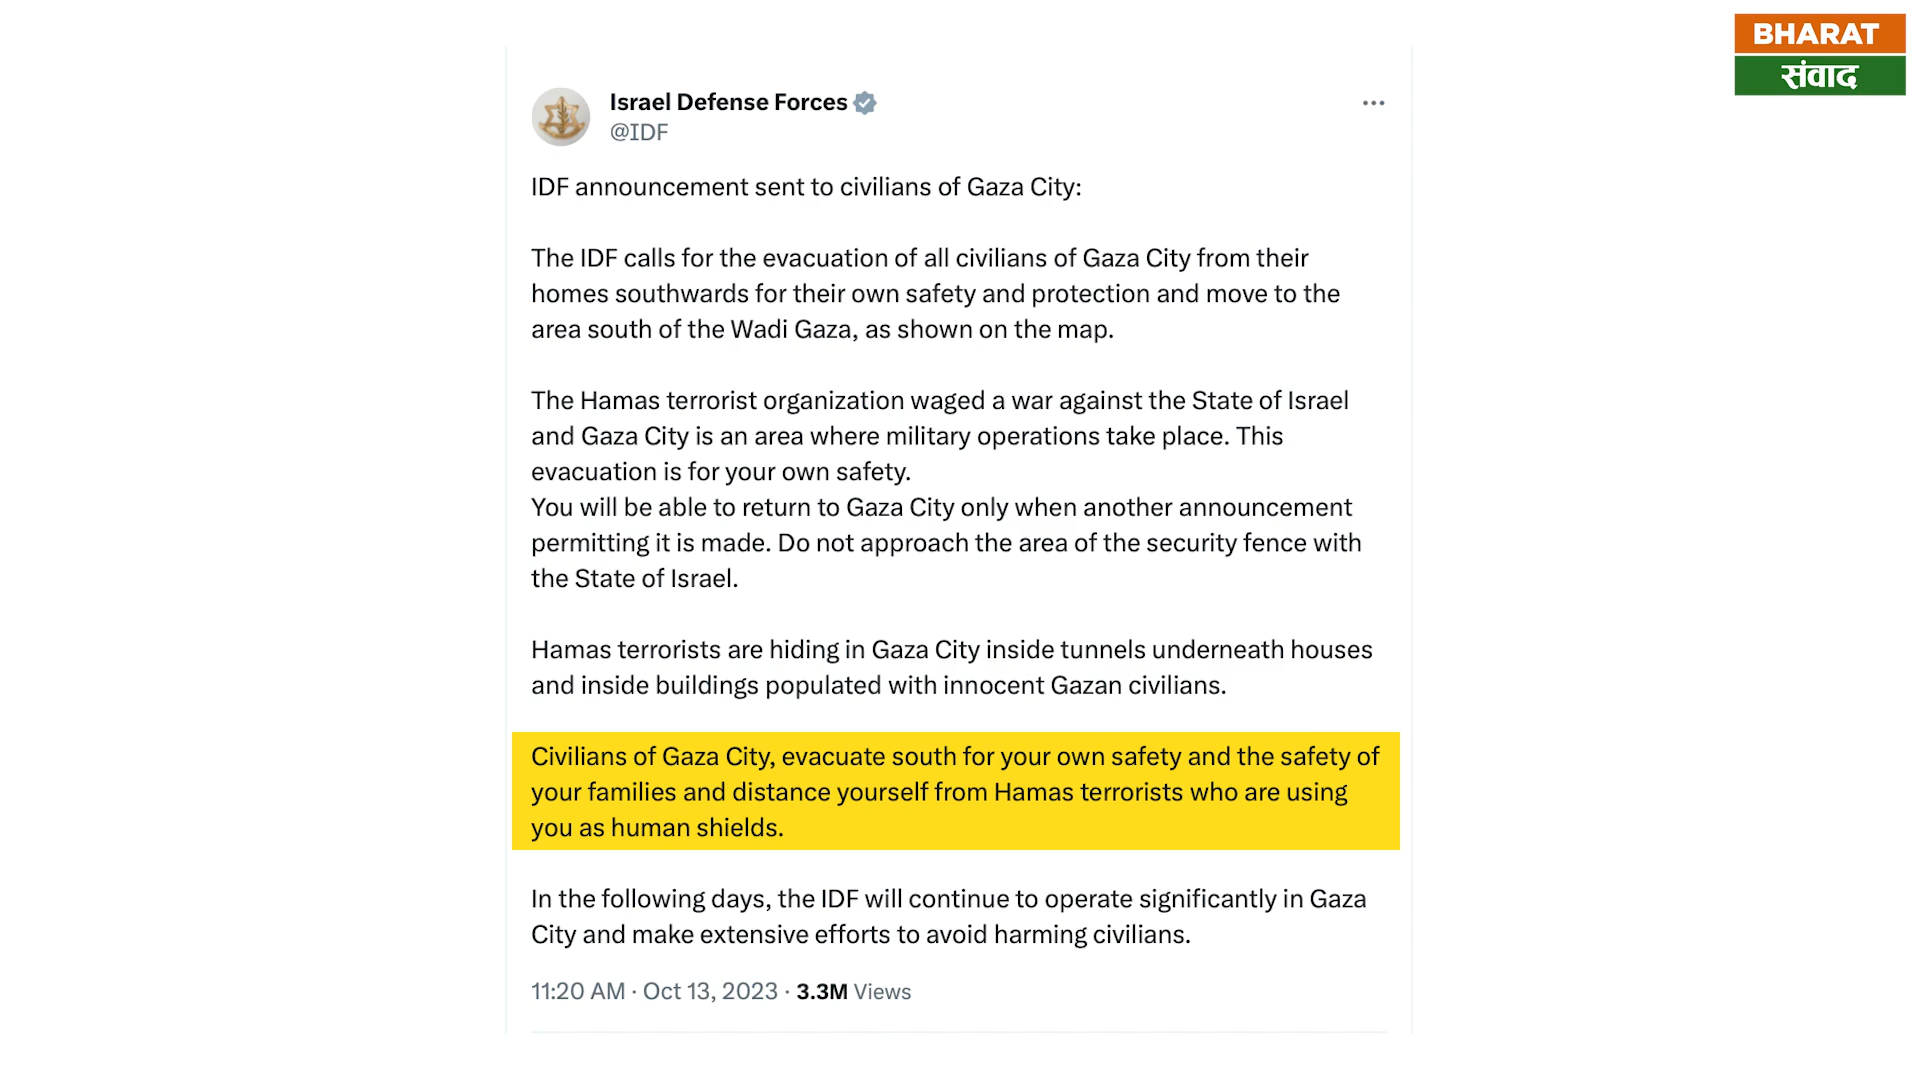 BHARAT
संवाद
Israel Defense Forces
@IDF
IDF announcement sent to civilians of Gaza City:
The IDF calls for the evacuation of all civilians of Gaza City from their
homes southwards for their own safety and protection and move to the
area south of the Wadi Gaza, as shown on the map.
The Hamas terrorist organization waged a war against the State of Israel
and Gaza City is an area where military operations take place. This
evacuation is for your own safety.
You will be able to return to Gaza City only when another announcement
permitting it is made. Do not approach the area of the security fence with
the State of Israel.
Hamas terrorists are hiding in Gaza City inside tunnels underneath houses
and inside buildings populated with innocent Gazan civilians.
Civilians of Gaza City, evacuate south for your own safety and the safety of
your families and distance yourself from Hamas terrorists who are using
you as human shields.
In the following days, the IDF will continue to operate significantly in Gaza
City and make extensive efforts to avoid harming civilians.
11:20 AM · Oct 13, 2023 · 3.3M Views